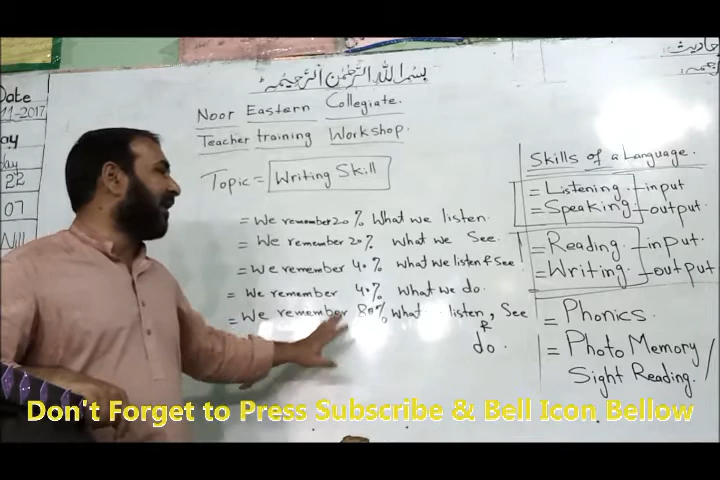 بسم اللہ الرحمٰن الرحیم
Noor Eastern Collegiate.
Teacher training Workshop.
Topic = Writing Skill
= We remember 20% What we listen.
= We remember 20% what we See.
= We remember 40% what we listen & See.
= We remember 40% what we do.
= We remember 80% what listen, See
&
do.
Skills of a Language.
= Listening - input
= Speaking - output.
= Reading - input.
= Writing - output
= Phonics.
= Photo Memory /
Sight Reading.
Date
11-2017
22
07
Nill
Don't Forget to Press Subscribe & Bell Icon Bellow